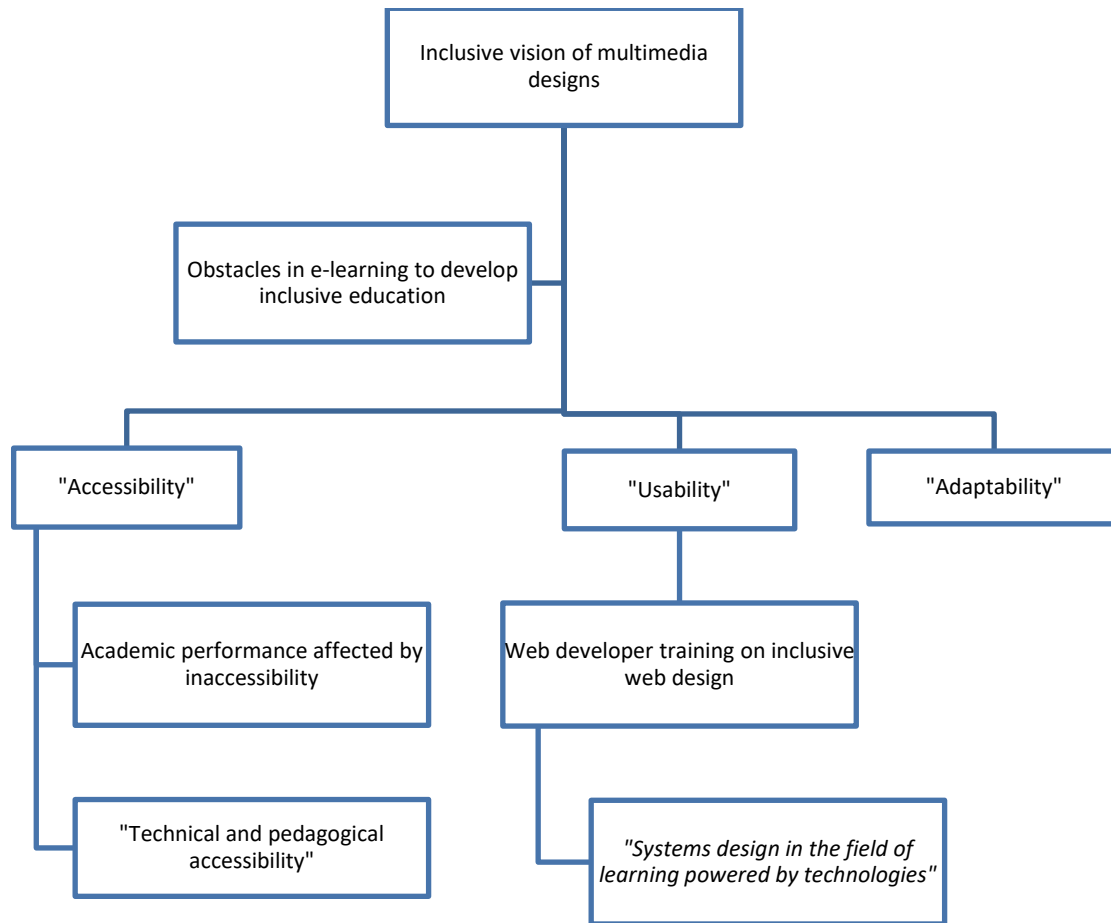 Inclusive vision of multimedia
designs
Obstacles in e-learning to develop
inclusive education
"Accessibility"
"Usability"
"Adaptability"
Academic performance affected by
inaccessibility
Web developer training on inclusive
web design
"Technical and pedagogical
accessibility"
"Systems design in the field of
learning powered by technologies"